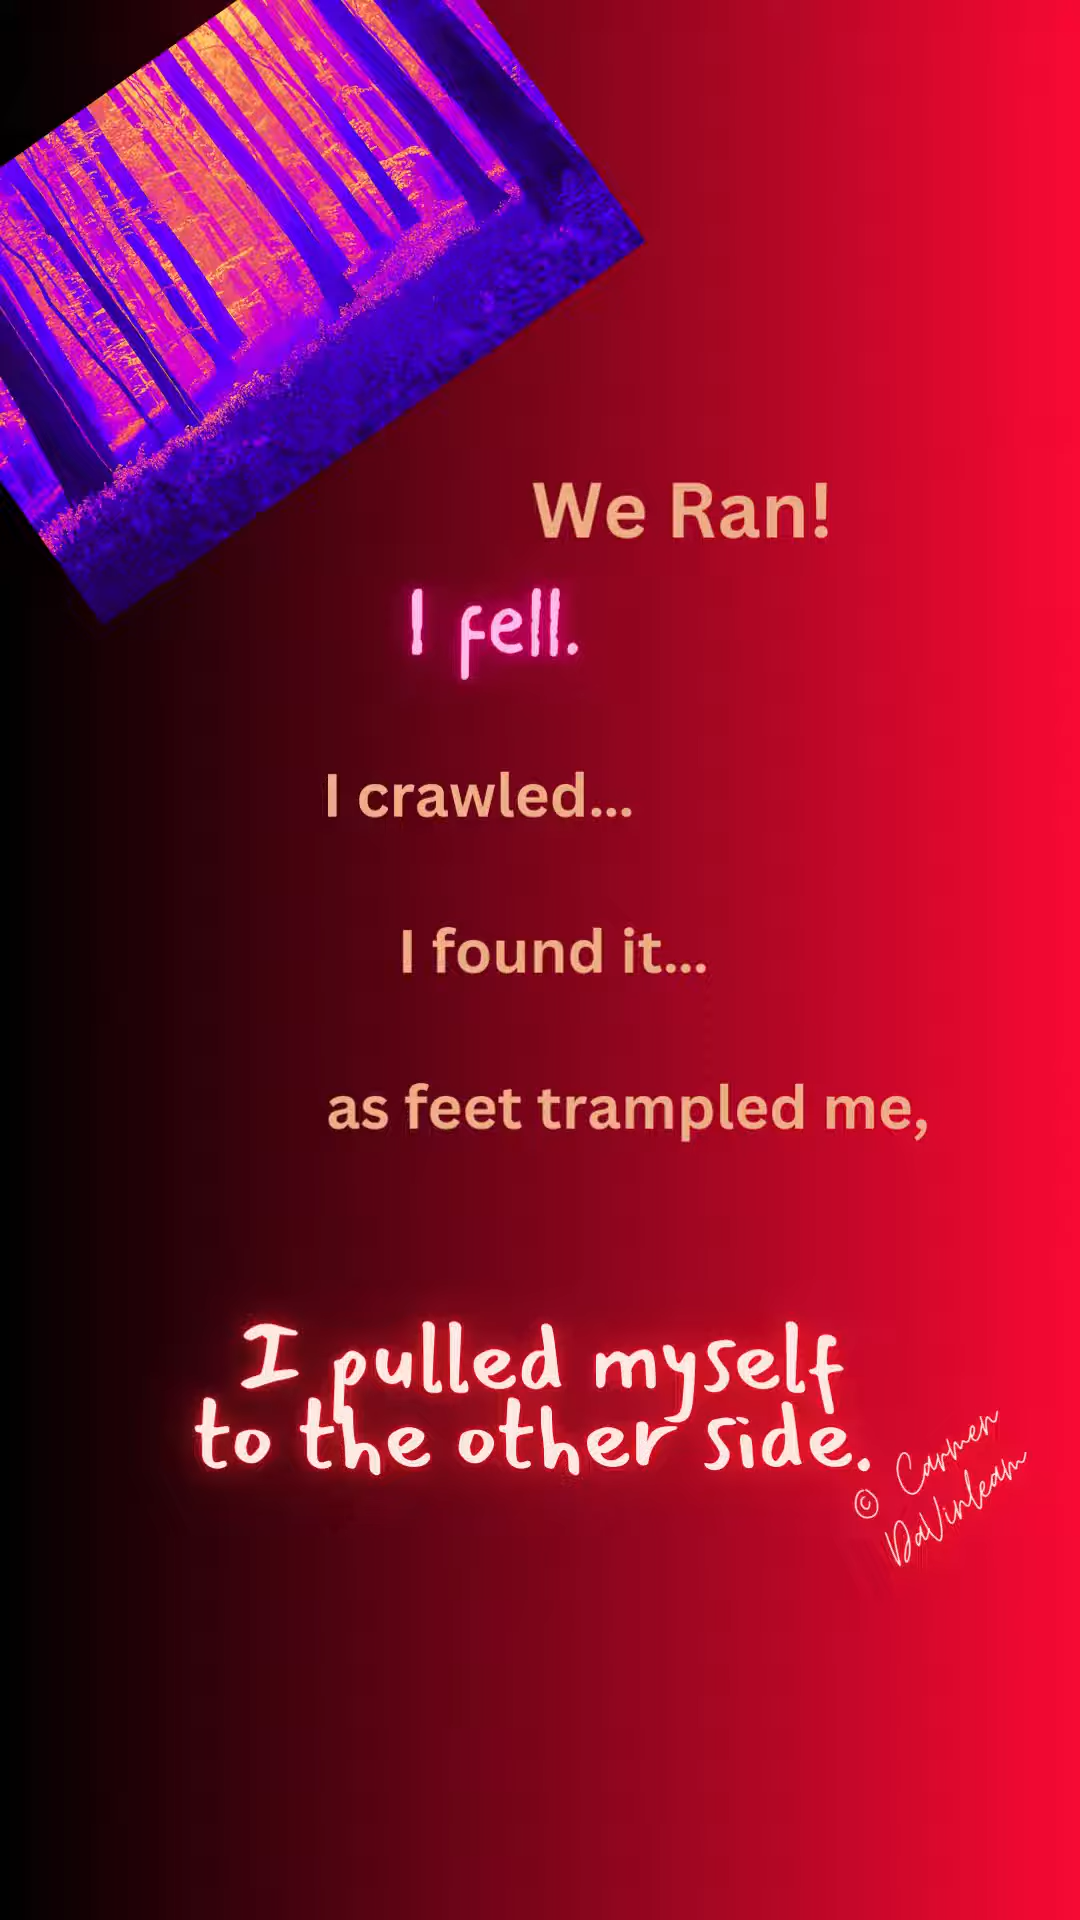 We Ran!
I fell.
I crawled...
I found it...
as feet trampled me,
I pulled myself
to the other side.
© Carmen
DaVinleam